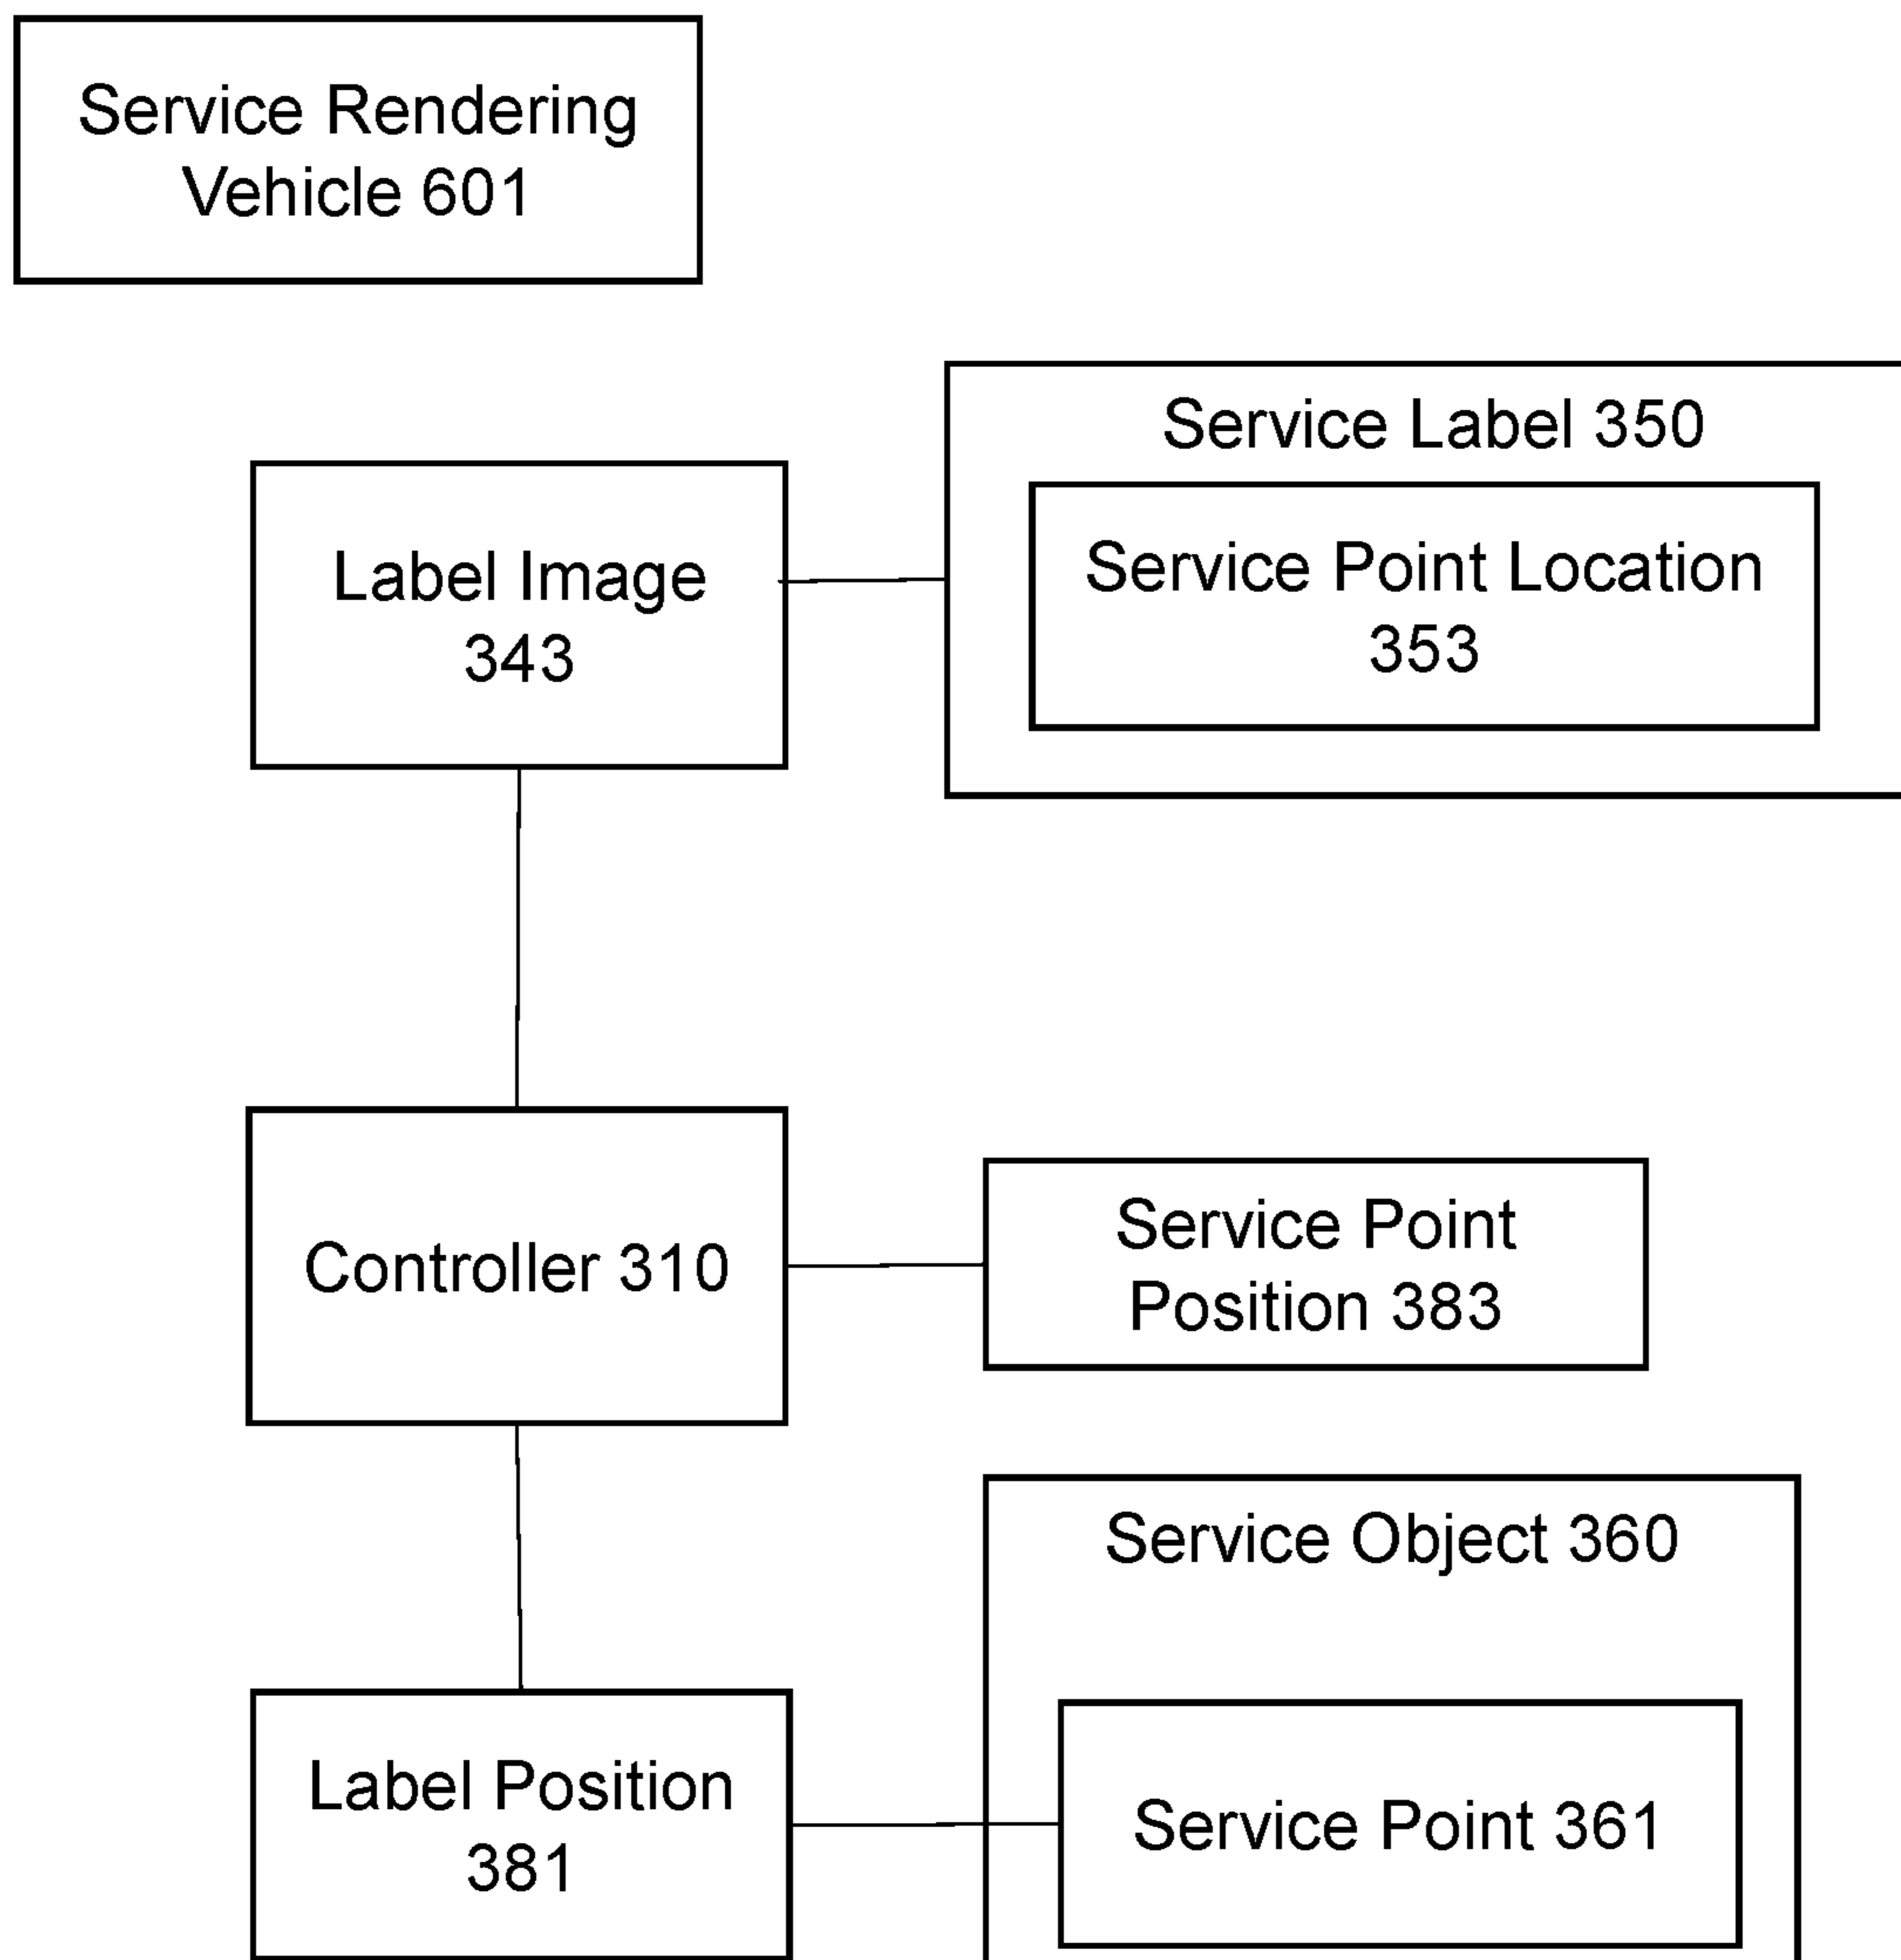 Service Rendering
Vehicle 601
Service Label 350
Label Image
343
Service Point Location
353
Controller 310
Service Point
Position 383
Service Object 360
Label Position
381
Service Point 361